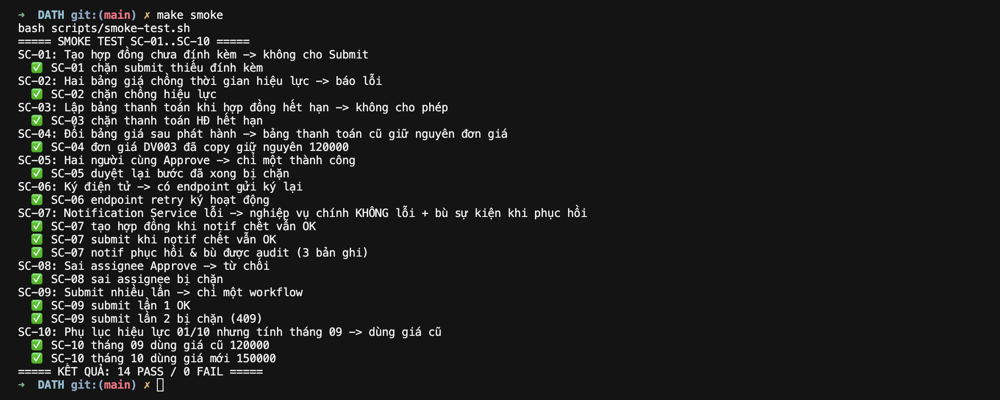 ➜  DATH git:(main) ✗ make smoke
bash scripts/smoke-test.sh
===== SMOKE TEST SC-01..SC-10 =====
SC-01: Tạo hợp đồng chưa đính kèm -> không cho Submit
  ✅ SC-01 chặn submit thiếu đính kèm
SC-02: Hai bảng giá chồng thời gian hiệu lực -> báo lỗi
  ✅ SC-02 chặn chồng hiệu lực
SC-03: Lập bảng thanh toán khi hợp đồng hết hạn -> không cho phép
  ✅ SC-03 chặn thanh toán HĐ hết hạn
SC-04: Đổi bảng giá sau phát hành -> bảng thanh toán cũ giữ nguyên đơn giá
  ✅ SC-04 đơn giá DV003 đã copy giữ nguyên 120000
SC-05: Hai người cùng Approve -> chỉ một thành công
  ✅ SC-05 duyệt lại bước đã xong bị chặn
SC-06: Ký điện tử -> có endpoint gửi ký lại
  ✅ SC-06 endpoint retry ký hoạt động
SC-07: Notification Service lỗi -> nghiệp vụ chính KHÔNG lỗi + bù sự kiện khi phục hồi
  ✅ SC-07 tạo hợp đồng khi notif chết vẫn OK
  ✅ SC-07 submit khi notif chết vẫn OK
  ✅ SC-07 notif phục hồi & bù được audit (3 bản ghi)
SC-08: Sai assignee Approve -> từ chối
  ✅ SC-08 sai assignee bị chặn
SC-09: Submit nhiều lần -> chỉ một workflow
  ✅ SC-09 submit lần 1 OK
  ✅ SC-09 submit lần 2 bị chặn (409)
SC-10: Phụ lục hiệu lực 01/10 nhưng tính tháng 09 -> dùng giá cũ
  ✅ SC-10 tháng 09 dùng giá cũ 120000
  ✅ SC-10 tháng 10 dùng giá mới 150000
===== KẾT QUẢ: 14 PASS / 0 FAIL =====
➜  DATH git:(main) ✗